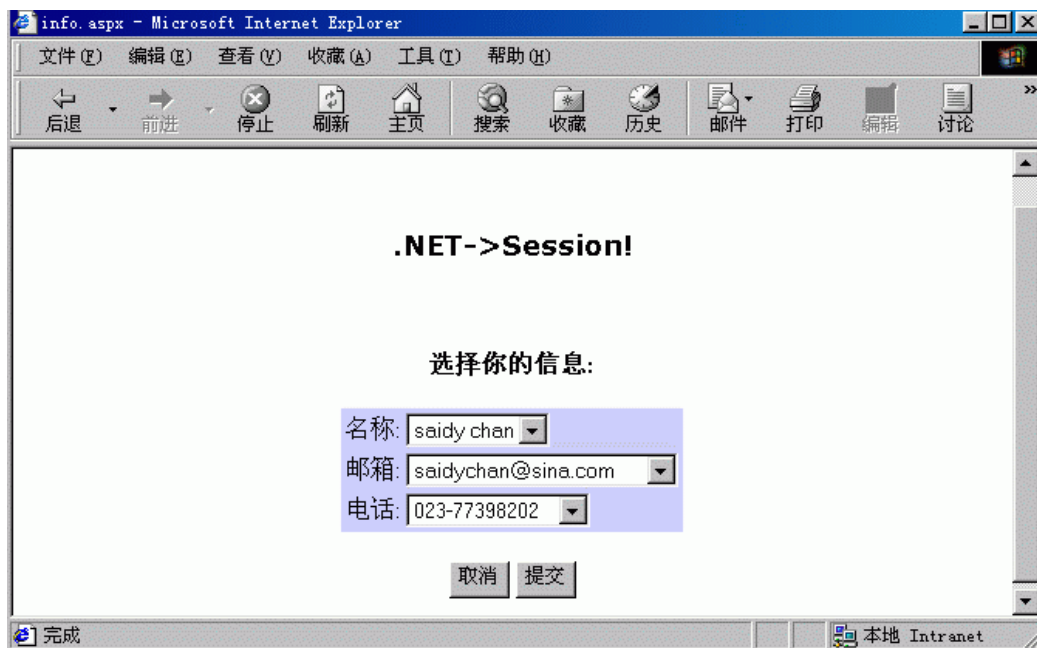 info.aspx - Microsoft Internet Explorer
文件(F) 编辑(E) 查看(V) 收藏(A) 工具(T) 帮助(H)
后退 前进 停止 刷新 主页 搜索 收藏 历史 邮件 打印 编辑 讨论 »
.NET->Session!
选择你的信息:
名称: saidy chan
邮箱: saidychan@sina.com
电话: 023-77398202
取消 提交
完成 本地 Intranet